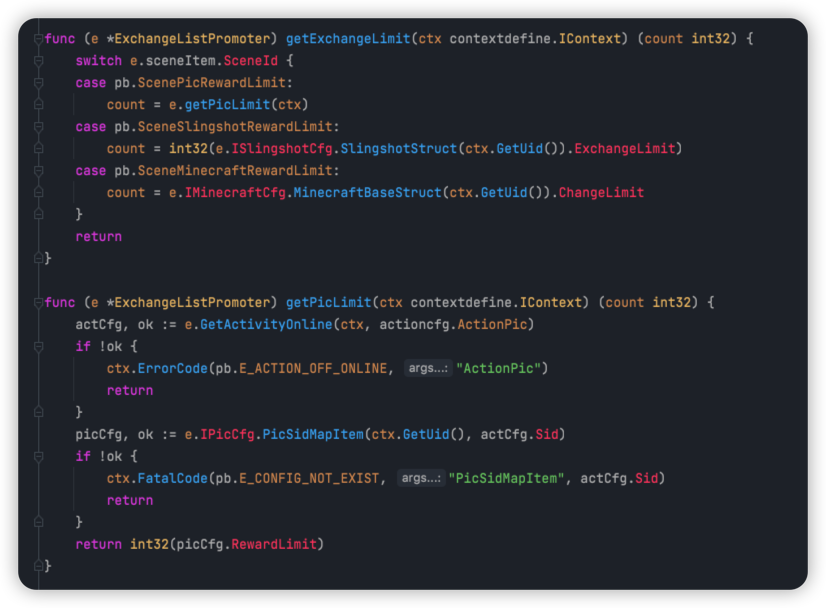 func (e *ExchangeListPromoter) getExchangeLimit(ctx contextdefine.IContext) (count int32) {
    switch e.sceneItem.SceneId {
    case pb.ScenePicRewardLimit:
        count = e.getPicLimit(ctx)
    case pb.SceneSlingshotRewardLimit:
        count = int32(e.ISlingshotCfg.SlingshotStruct(ctx.GetUid()).ExchangeLimit)
    case pb.SceneMinecraftRewardLimit:
        count = e.IMinecraftCfg.MinecraftBaseStruct(ctx.GetUid()).ChangeLimit
    }
    return
}

func (e *ExchangeListPromoter) getPicLimit(ctx contextdefine.IContext) (count int32) {
    actCfg, ok := e.GetActivityOnline(ctx, actioncfg.ActionPic)
    if !ok {
        ctx.ErrorCode(pb.E_ACTION_OFF_ONLINE, args...: "ActionPic")
        return
    }
    picCfg, ok := e.IPicCfg.PicSidMapItem(ctx.GetUid(), actCfg.Sid)
    if !ok {
        ctx.FatalCode(pb.E_CONFIG_NOT_EXIST, args...: "PicSidMapItem", actCfg.Sid)
        return
    }
    return int32(picCfg.RewardLimit)
}